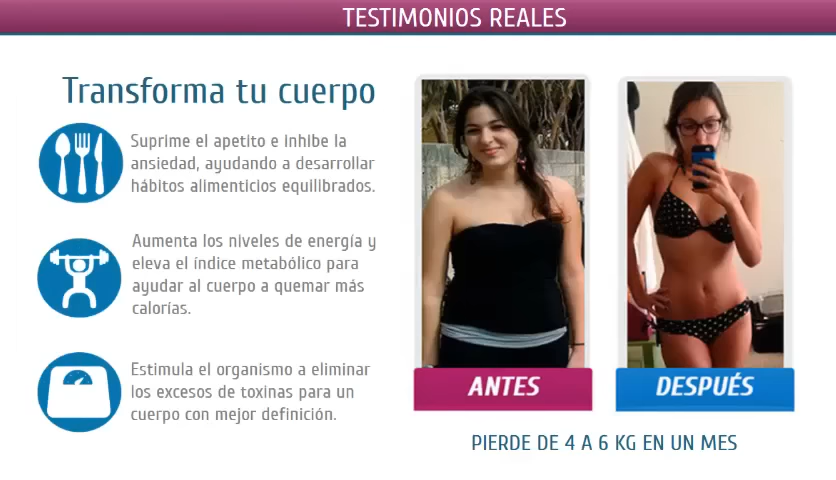 TESTIMONIOS REALES
Transforma tu cuerpo
Suprime el apetito e inhibe la
ansiedad, ayudando a desarrollar
hábitos alimenticios equilibrados.
Aumenta los niveles de energía y
eleva el índice metabólico para
ayudar al cuerpo a quemar más
calorías.
Estimula el organismo a eliminar
los excesos de toxinas para un
cuerpo con mejor definición.
ANTES
DESPUÉS
PIERDE DE 4 A 6 KG EN UN MES